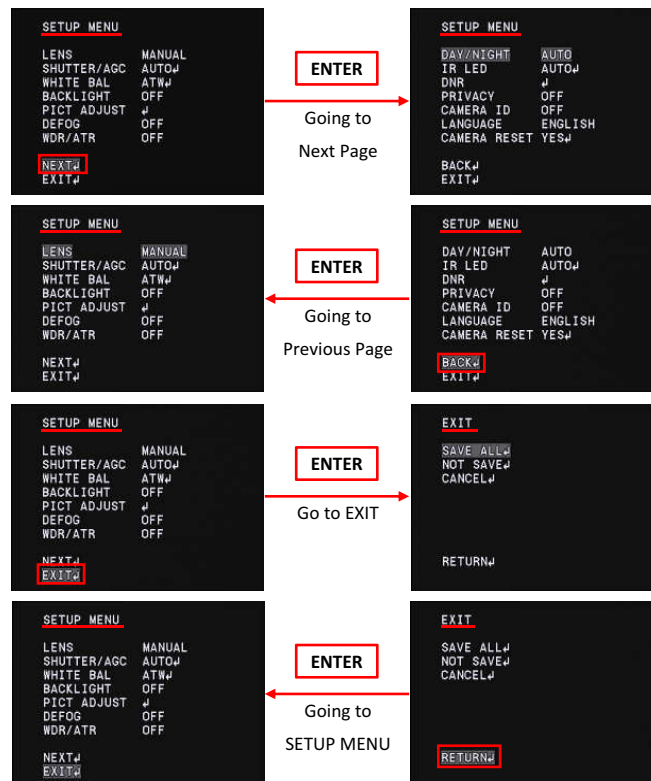 SETUP MENU
LENS MANUAL
SHUTTER/AGC AUTO↲
WHITE BAL ATW↲
BACKLIGHT OFF
PICT ADJUST ↲
DEFOG OFF
WDR/ATR OFF
NEXT↲
EXIT↲
ENTER
Going to
Next Page
SETUP MENU
DAY/NIGHT AUTO
IR LED AUTO↲
DNR ↲
PRIVACY OFF
CAMERA ID OFF
LANGUAGE ENGLISH
CAMERA RESET YES↲
BACK↲
EXIT↲
SETUP MENU
LENS MANUAL
SHUTTER/AGC AUTO↲
WHITE BAL ATW↲
BACKLIGHT OFF
PICT ADJUST ↲
DEFOG OFF
WDR/ATR OFF
NEXT↲
EXIT↲
ENTER
Going to
Previous Page
SETUP MENU
DAY/NIGHT AUTO
IR LED AUTO↲
DNR ↲
PRIVACY OFF
CAMERA ID OFF
LANGUAGE ENGLISH
CAMERA RESET YES↲
BACK↲
EXIT↲
SETUP MENU
LENS MANUAL
SHUTTER/AGC AUTO↲
WHITE BAL ATW↲
BACKLIGHT OFF
PICT ADJUST ↲
DEFOG OFF
WDR/ATR OFF
NEXT↲
EXIT↲
ENTER
Go to EXIT
EXIT
SAVE ALL↲
NOT SAVE↲
CANCEL↲
RETURN↲
SETUP MENU
LENS MANUAL
SHUTTER/AGC AUTO↲
WHITE BAL ATW↲
BACKLIGHT OFF
PICT ADJUST ↲
DEFOG OFF
WDR/ATR OFF
NEXT↲
EXIT↲
ENTER
Going to
SETUP MENU
EXIT
SAVE ALL↲
NOT SAVE↲
CANCEL↲
RETURN↲